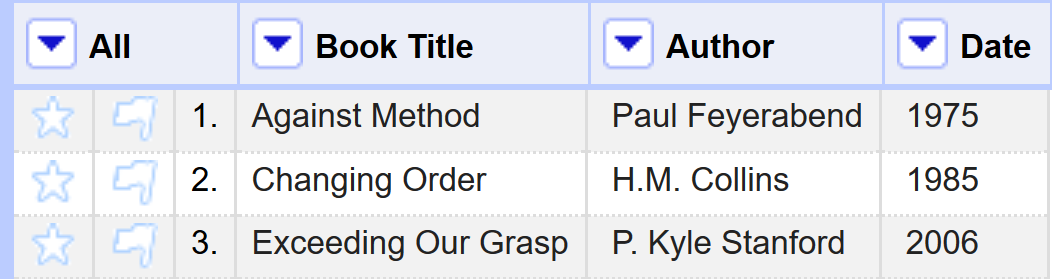 All Book Title Author Date
1. Against Method Paul Feyerabend 1975
2. Changing Order H.M. Collins 1985
3. Exceeding Our Grasp P. Kyle Stanford 2006